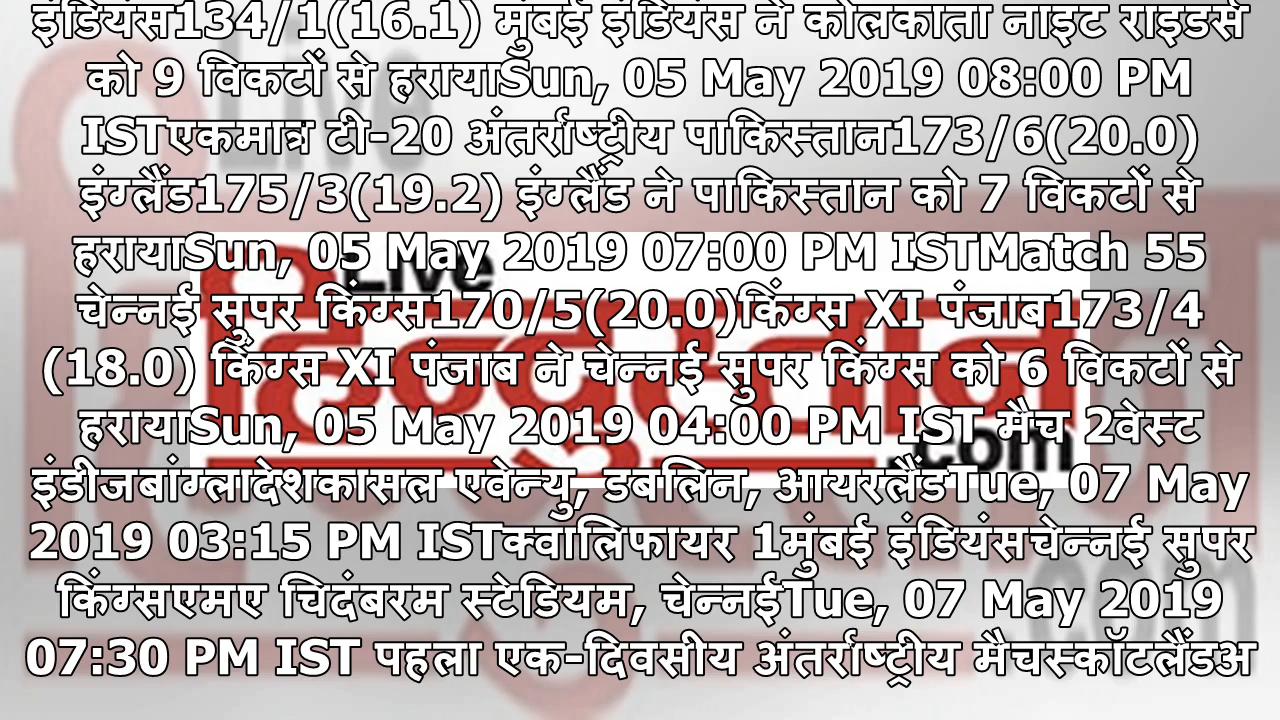 इंडियंस134/1(16.1) मुंबई इंडियंस ने कोलकाता नाइट राइडर्स
को 9 विकटों से हरायाSun, 05 May 2019 08:00 PM
ISTएकमात्र टी-20 अंतर्राष्ट्रीय पाकिस्तान173/6(20.0)
इंग्लैंड175/3(19.2) इंग्लैंड ने पाकिस्तान को 7 विकटों से
हरायाSun, 05 May 2019 07:00 PM ISTMatch 55
चेन्नई सुपर किंग्स170/5(20.0)किंग्स XI पंजाब173/4
(18.0) किंग्स XI पंजाब ने चेन्नई सुपर किंग्स को 6 विकटों से
हरायाSun, 05 May 2019 04:00 PM IST मैच 2वेस्ट
इंडीजबांग्लादेशकासल एवेन्यु, डबलिन, आयरलैंडTue, 07 May
2019 03:15 PM ISTक्वालिफायर 1मुंबई इंडियंसचेन्नई सुपर
किंग्सएमए चिदंबरम स्टेडियम, चेन्नईTue, 07 May 2019
07:30 PM IST पहला एक-दिवसीय अंतर्राष्ट्रीय मैचस्कॉटलैंडअ
Live
हिन्दुस्तान
.com